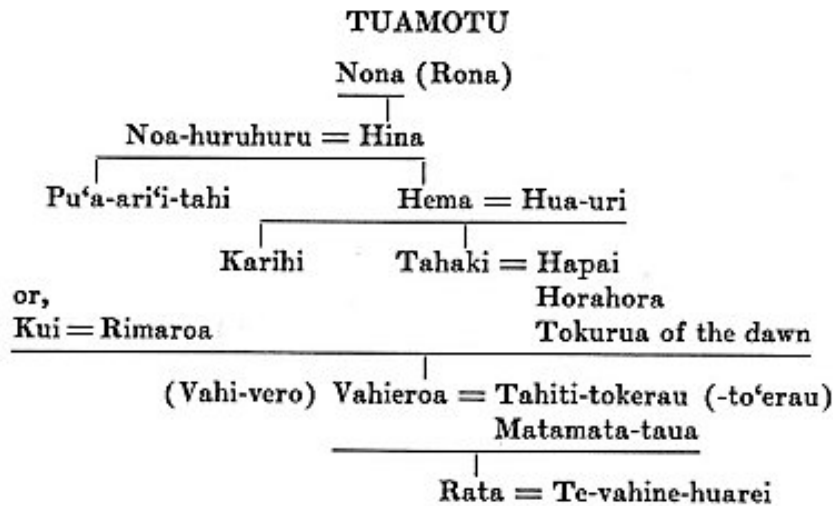 TUAMOTU
Nona (Rona)
Noa-huruhuru = Hina
Pu‘a-ari‘i-tahi Hema = Hua-uri
Karihi Tahaki = Hapai
or, Horahora
Kui = Rimaroa Tokurua of the dawn
(Vahi-vero) Vahieroa = Tahiti-tokerau (-to‘erau)
Matamata-taua
Rata = Te-vahine-huarei